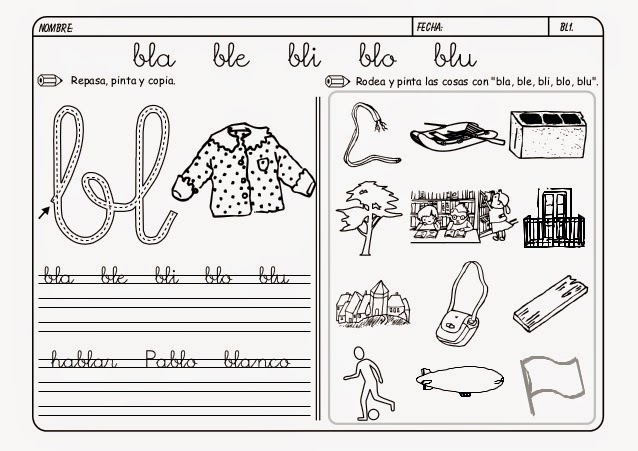 NOMBRE: FECHA: BL1.
bla ble bli blo blu
Repasa, pinta y copia.
Rodea y pinta las cosas con "bla, ble, bli, blo, blu".
bl
bla ble bli blo blu
hablar Pablo blanco